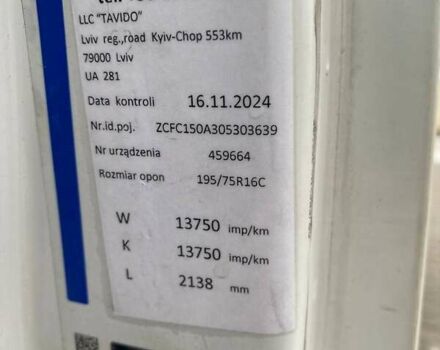 LLC "TAVIDO"
Lviv reg.,road Kyiv-Chop 553km
79000 Lviv
UA 281
Data kontroli 16.11.2024
Nr.id.poj. ZCFC150A305303639
Nr urządzenia 459664
Rozmiar opon 195/75R16C
W 13750 imp/km
K 13750 imp/km
L 2138 mm